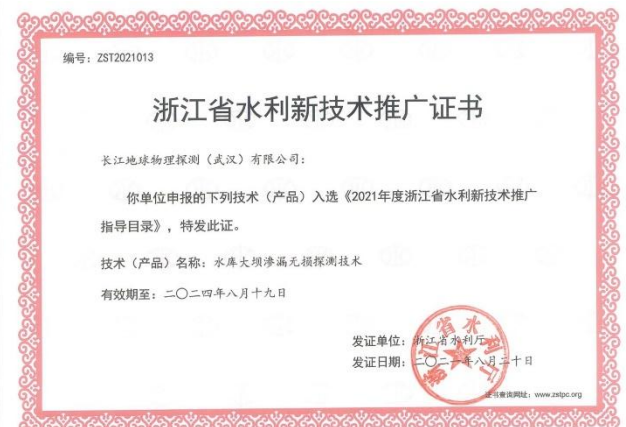 编号：ZST2021013
浙江省水利新技术推广证书
长江地球物理探测（武汉）有限公司：
你单位申报的下列技术（产品）入选《2021年度浙江省水利新技术推广
指导目录》，特发此证。
技术（产品）名称：水库大坝渗漏无损探测技术
有效期至：二〇二四年八月十九日
发证单位：浙江省水利厅
发证日期：二〇二一年八月二十日
浙江省水利厅
证书查询网址：www.zstpc.org